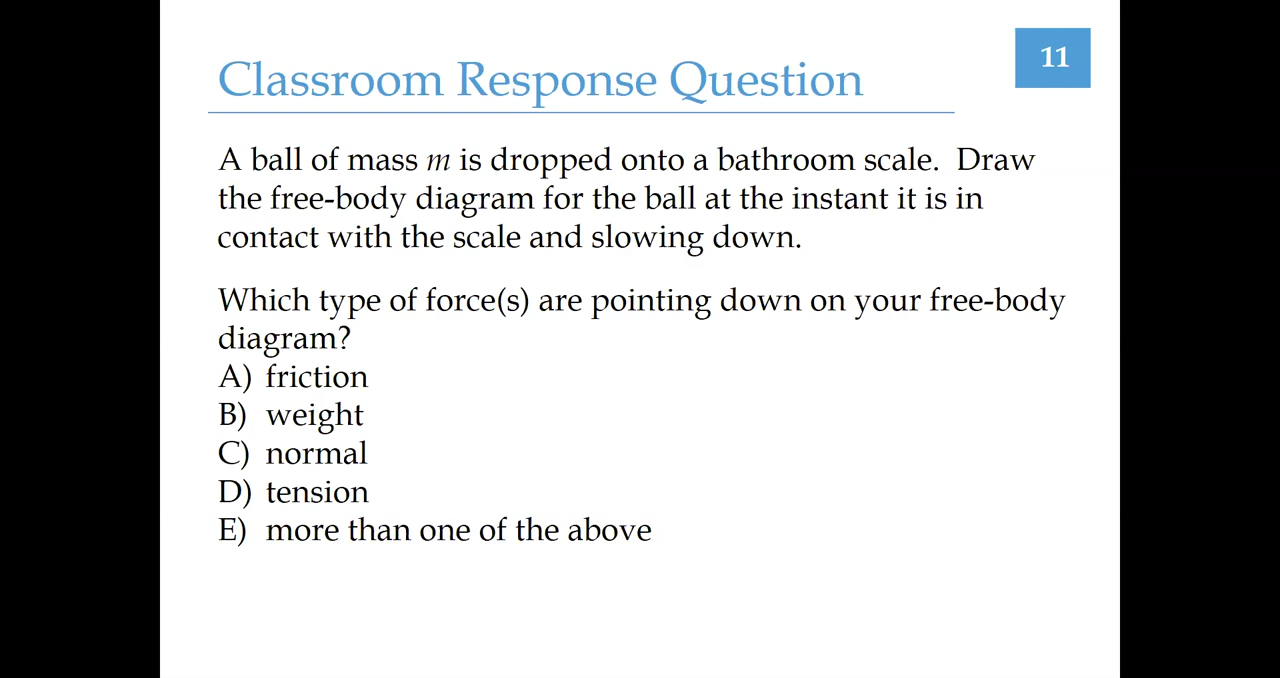 Classroom Response Question
11
A ball of mass m is dropped onto a bathroom scale. Draw
the free-body diagram for the ball at the instant it is in
contact with the scale and slowing down.
Which type of force(s) are pointing down on your free-body
diagram?
A) friction
B) weight
C) normal
D) tension
E) more than one of the above